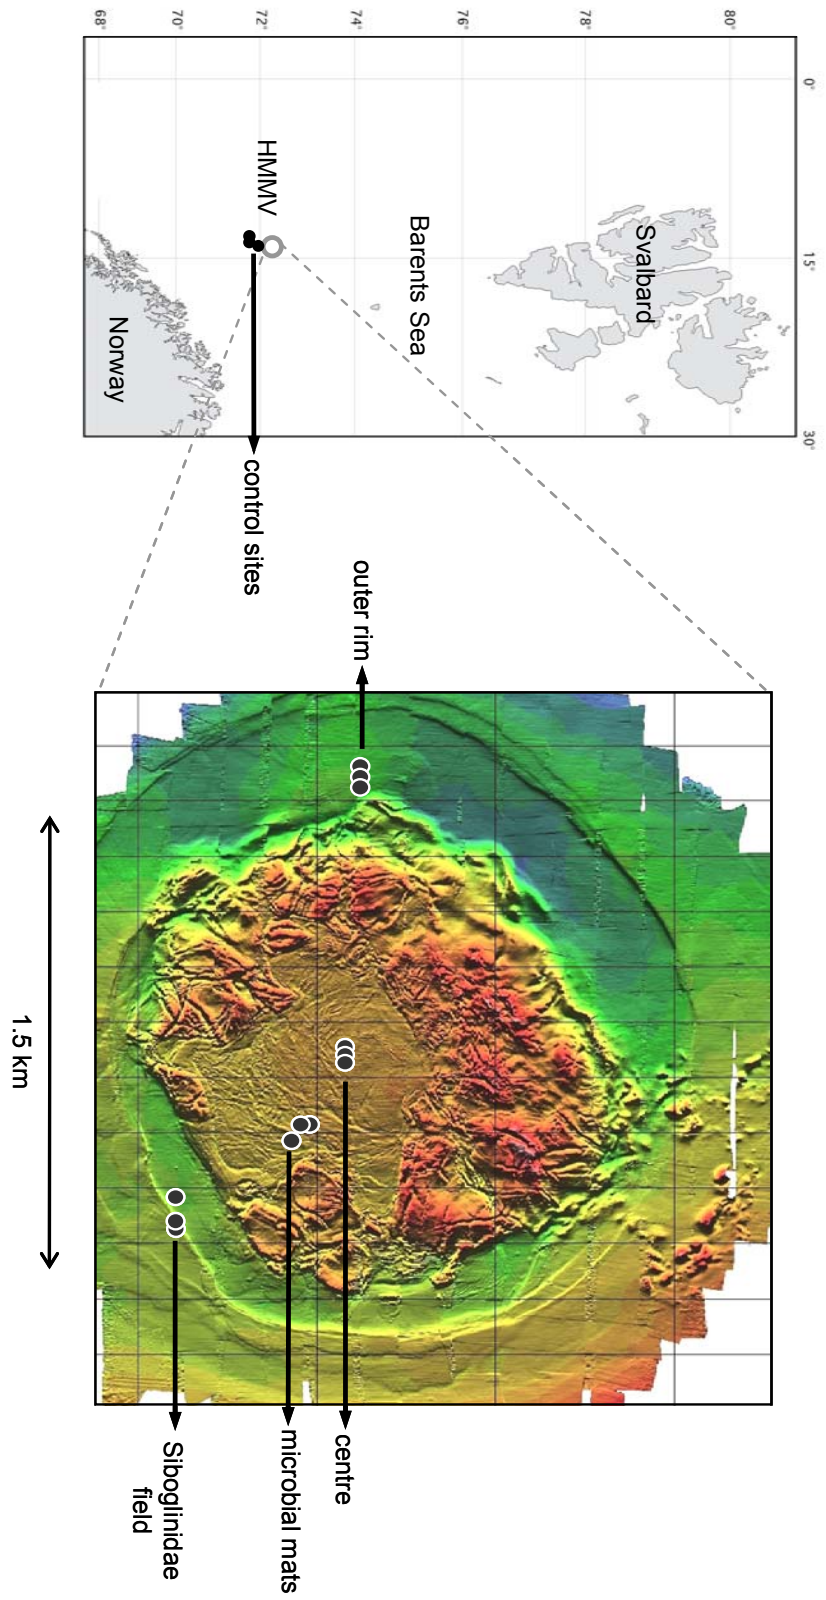 80°
78°
76°
74°
72°
70°
68°
0°
15°
30°
Svalbard
Barents Sea
HMMV
Norway
control sites
outer rim
centre
microbial mats
Siboglinidae
field
1.5 km